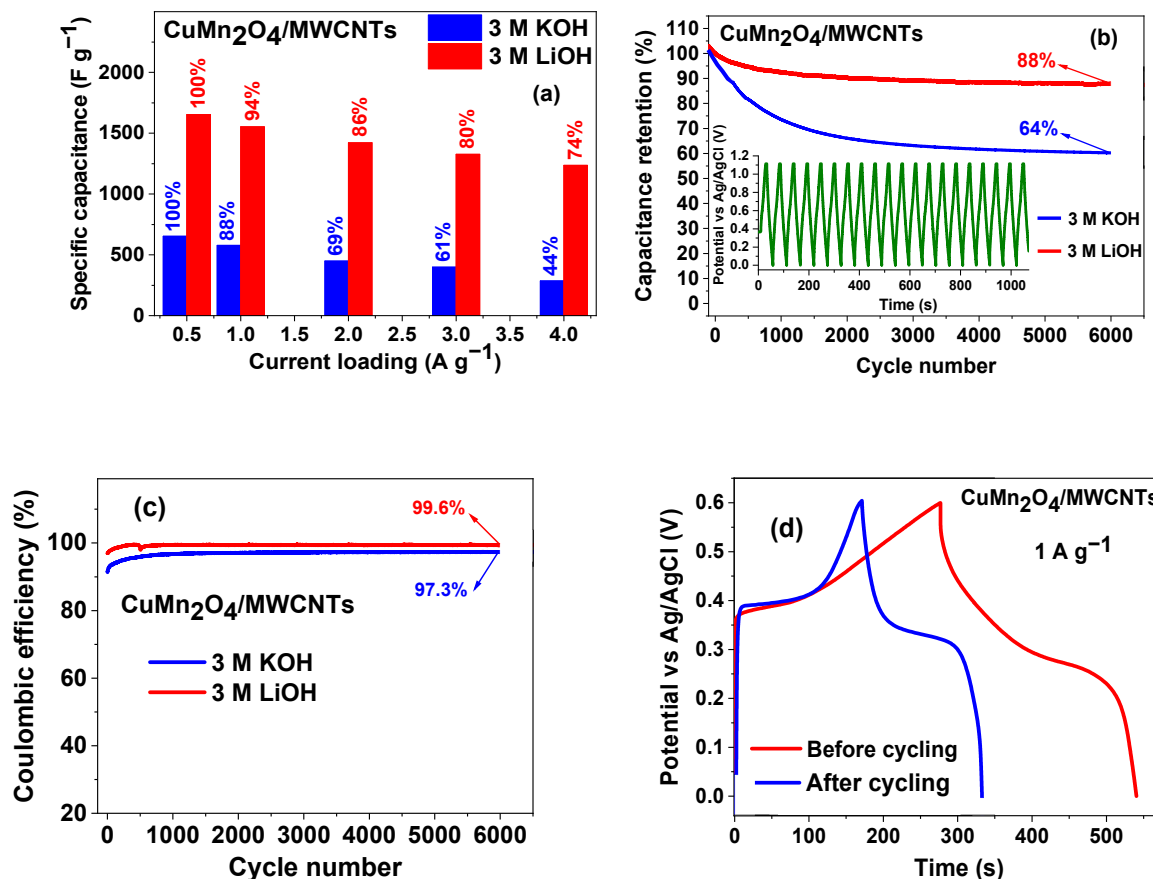 CuMn2O4/MWCNTs
3 M KOH
3 M LiOH
(a)
Specific capacitance (F g⁻¹)
2000
1500
1000
500
0
100%
100%
88%
94%
69%
86%
61%
80%
44%
74%
0.5 1.0 1.5 2.0 2.5 3.0 3.5 4.0
Current loading (A g⁻¹)
CuMn2O4/MWCNTs
(b)
Capacitance retention (%)
100
90
80
70
60
50
40
30
20
10
0
88%
64%
Potential vs Ag/AgCl (V)
1.2
1.0
0.8
0.6
0.4
0.2
0.0
0 200 400 600 800 1000
Time (s)
3 M KOH
3 M LiOH
0 1000 2000 3000 4000 5000 6000
Cycle number
(c)
Coulombic efficiency (%)
120
100
80
60
40
20
99.6%
97.3%
CuMn2O4/MWCNTs
3 M KOH
3 M LiOH
0 1000 2000 3000 4000 5000 6000
Cycle number
(d)
CuMn2O4/MWCNTs
1 A g⁻¹
Potential vs Ag/AgCl (V)
0.6
0.5
0.4
0.3
0.2
0.1
0.0
Before cycling
After cycling
0 100 200 300 400 500
Time (s)